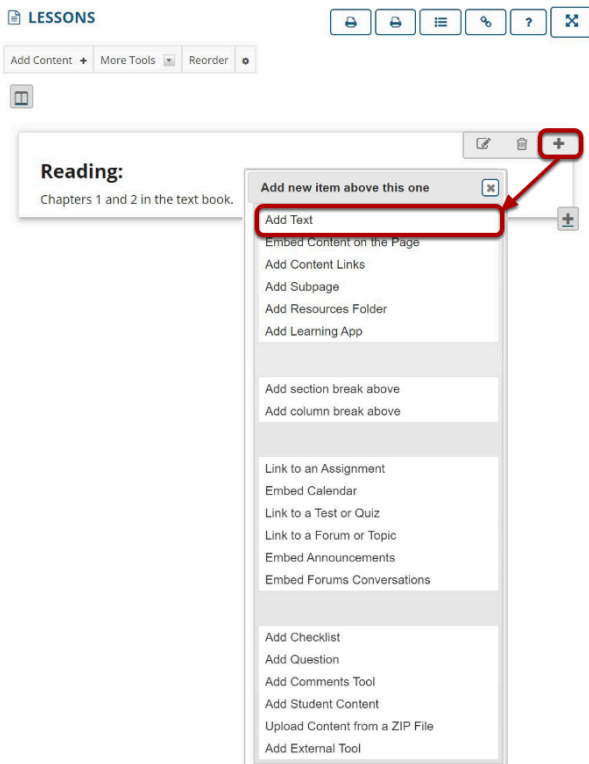 LESSONS
?
Add Content +
More Tools
Reorder
Reading:
Chapters 1 and 2 in the text book.
Add new item above this one
Add Text
Embed Content on the Page
Add Content Links
Add Subpage
Add Resources Folder
Add Learning App
Add section break above
Add column break above
Link to an Assignment
Embed Calendar
Link to a Test or Quiz
Link to a Forum or Topic
Embed Announcements
Embed Forums Conversations
Add Checklist
Add Question
Add Comments Tool
Add Student Content
Upload Content from a ZIP File
Add External Tool